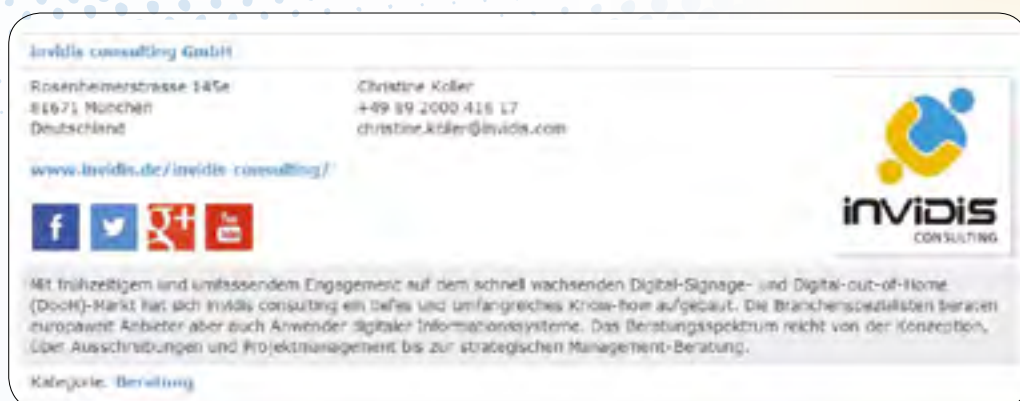 invidis consulting GmbH
Rosenheimerstrasse 145e
81671 München
Deutschland
Christine Koller
+49 89 2000 416 17
christine.koller@invidis.com
www.invidis.de/invidis-consulting/
f
g+
You Tube
invidis
CONSULTING
Mit frühzeitigem und umfassendem Engagement auf dem schnell wachsenden Digital-Signage- und Digital-out-of-Home
(DooH)-Markt hat sich invidis consulting ein tiefes und umfangreiches Know-how aufgebaut. Die Branchenspezialisten beraten
europaweit Anbieter aber auch Anwender digitaler Informationssysteme. Das Beratungsspektrum reicht von der Konzeption,
über Ausschreibungen und Projektmanagement bis zur strategischen Management-Beratung.
Kategorie: Beratung